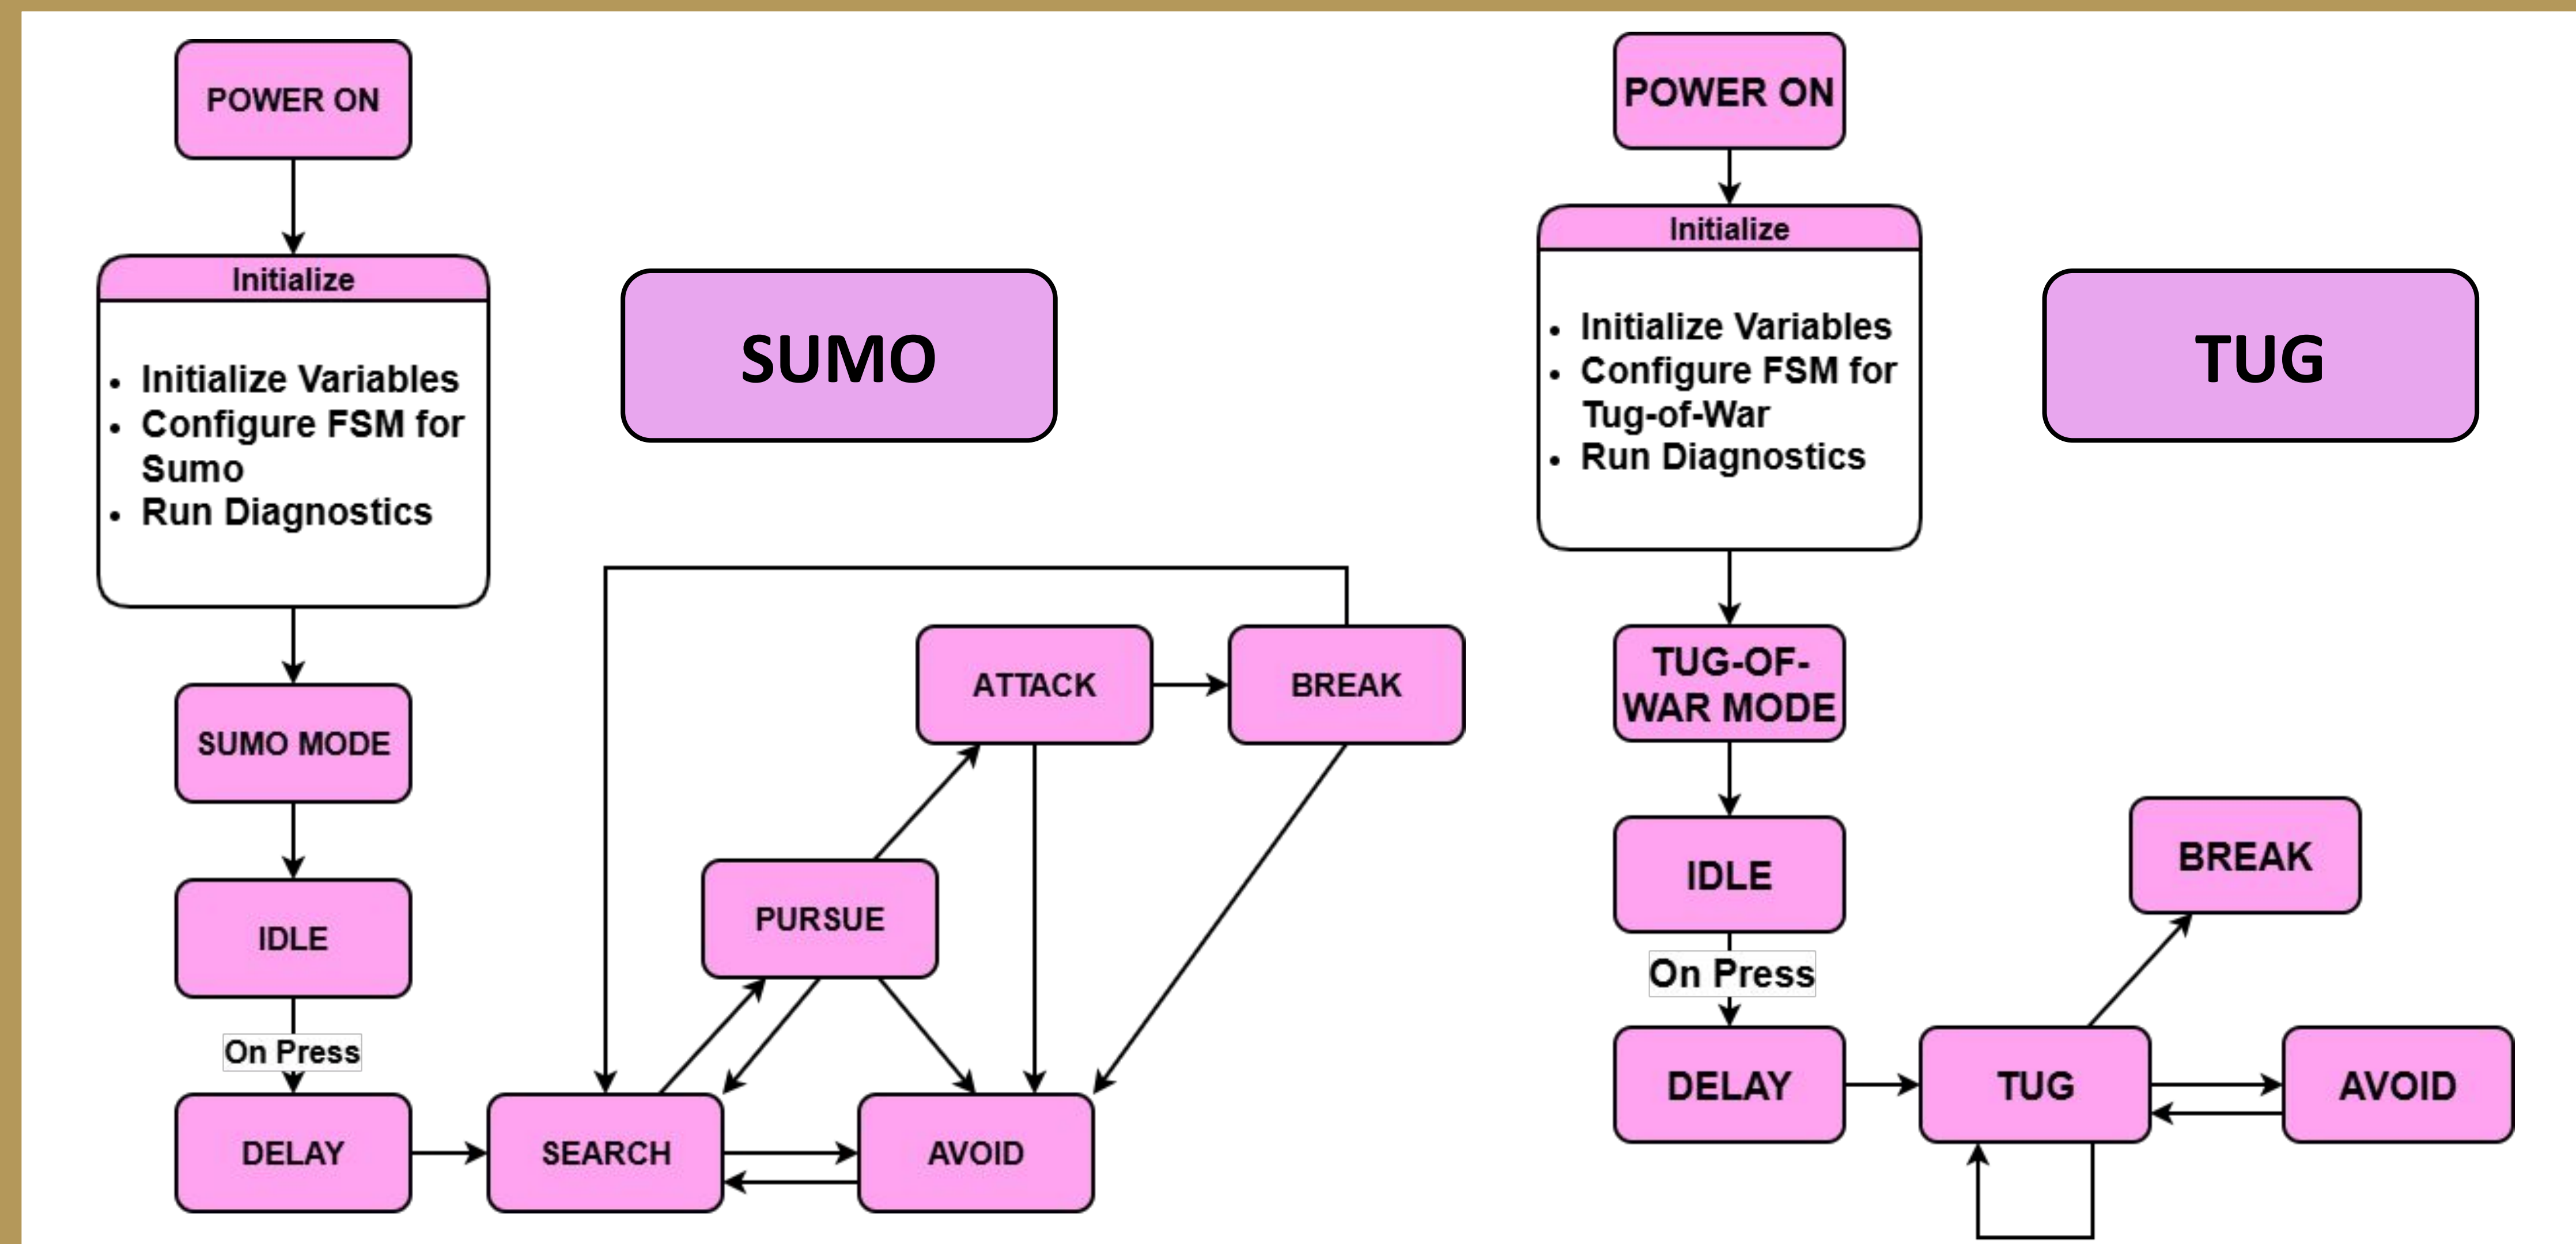 POWER ON
Initialize
• Initialize Variables
• Configure FSM for
Sumo
• Run Diagnostics
SUMO MODE
IDLE
On Press
DELAY
SUMO
ATTACK
BREAK
PURSUE
SEARCH
AVOID
POWER ON
Initialize
• Initialize Variables
• Configure FSM for
Tug-of-War
• Run Diagnostics
TUG-OF-
WAR MODE
IDLE
On Press
DELAY
TUG
BREAK
TUG
AVOID